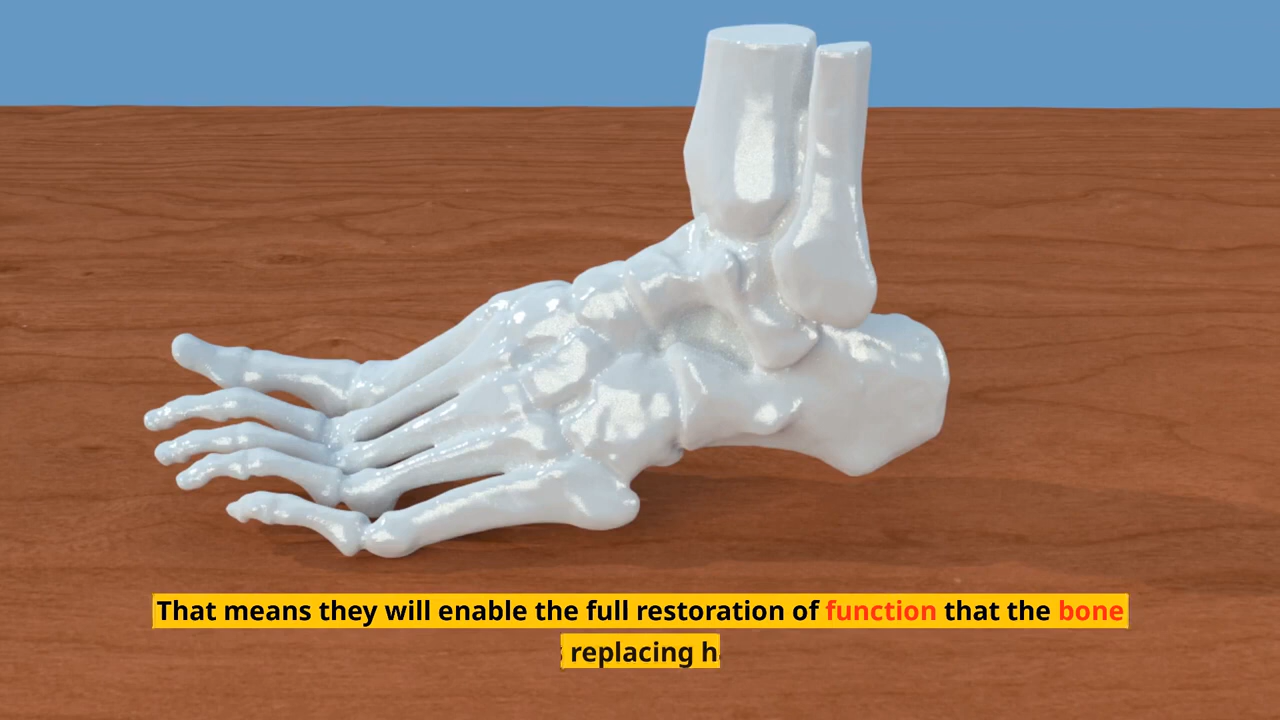 That means they will enable the full restoration of function that the bone
replacing